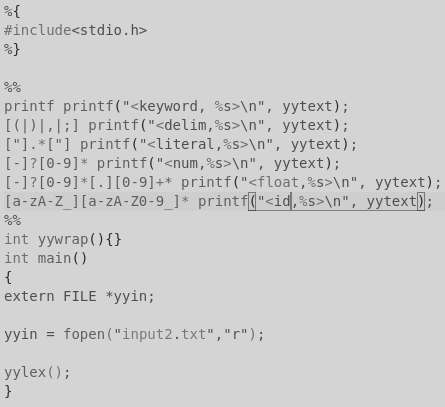 %{
#include<stdio.h>
%}
%%
printf printf("<keyword, %s>\n", yytext);
[(|)|,|;] printf("<delim,%s>\n", yytext);
["].*["] printf("<literal,%s>\n", yytext);
[-]?[0-9]* printf("<num,%s>\n", yytext);
[-]?[0-9]*[.][0-9]+* printf("<float,%s>\n", yytext);
[a-zA-Z_][a-zA-Z0-9_]* printf("<id,%s>\n", yytext);
%%
int yywrap(){}
int main()
{
extern FILE *yyin;
yyin = fopen("input2.txt","r");
yylex();
}